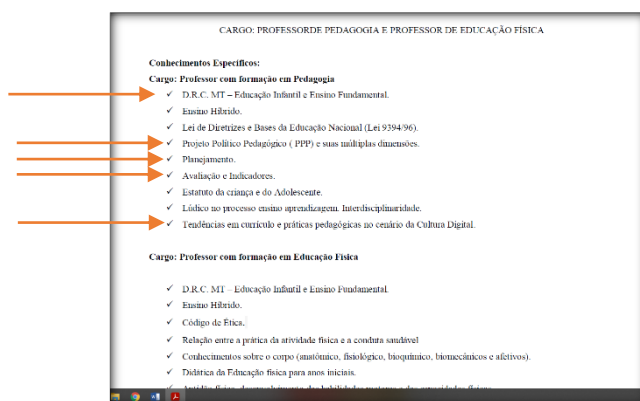 CARGO: PROFESSORDE PEDAGOGIA E PROFESSOR DE EDUCAÇÃO FÍSICA
Conhecimentos Específicos:
Cargo: Professor com formação em Pedagogia
✓ D.R.C. MT – Educação Infantil e Ensino Fundamental.
✓ Ensino Híbrido.
✓ Lei de Diretrizes e Bases da Educação Nacional (Lei 9394/96).
✓ Projeto Político Pedagógico ( PPP) e suas múltiplas dimensões.
✓ Planejamento.
✓ Avaliação e Indicadores.
✓ Estatuto da criança e do Adolescente.
✓ Lúdico no processo ensino aprendizagem. Interdisciplinaridade.
✓ Tendências em currículo e práticas pedagógicas no cenário da Cultura Digital.
Cargo: Professor com formação em Educação Física
✓ D.R.C. MT – Educação Infantil e Ensino Fundamental.
✓ Ensino Híbrido.
✓ Código de Ética.
✓ Relação entre a prática da atividade física e a conduta saudável
✓ Conhecimentos sobre o corpo (anatômico, fisiológico, bioquímico, biomecânicos e afetivos).
✓ Didática da Educação física para anos iniciais.